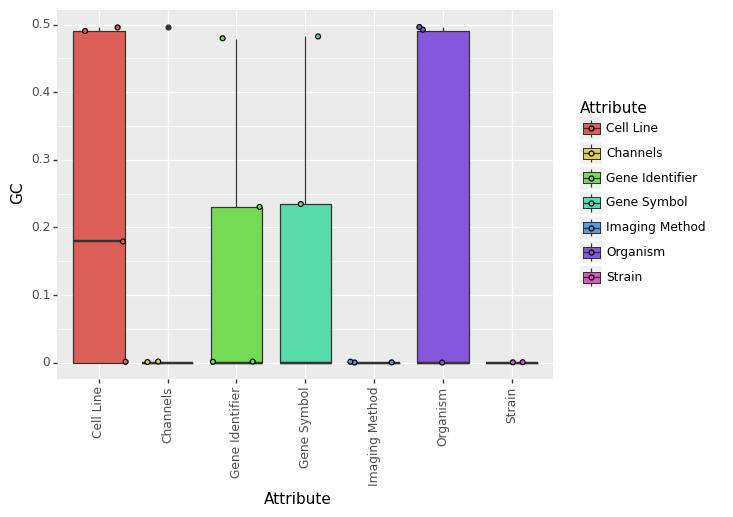 0.5
0.4
0.3
0.2
0.1
0
GC
Cell Line
Channels
Gene Identifier
Gene Symbol
Imaging Method
Organism
Strain
Attribute
Attribute
Cell Line
Channels
Gene Identifier
Gene Symbol
Imaging Method
Organism
Strain